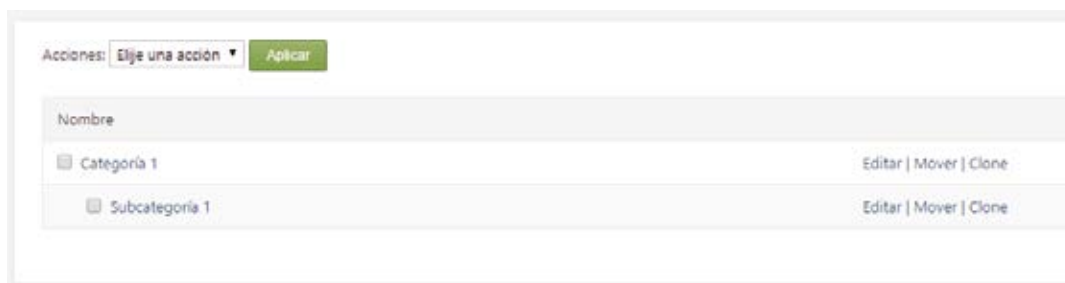 Acciones: Elije una acción Aplicar
Nombre
Categoría 1 Editar | Mover | Clone
Subcategoría 1 Editar | Mover | Clone